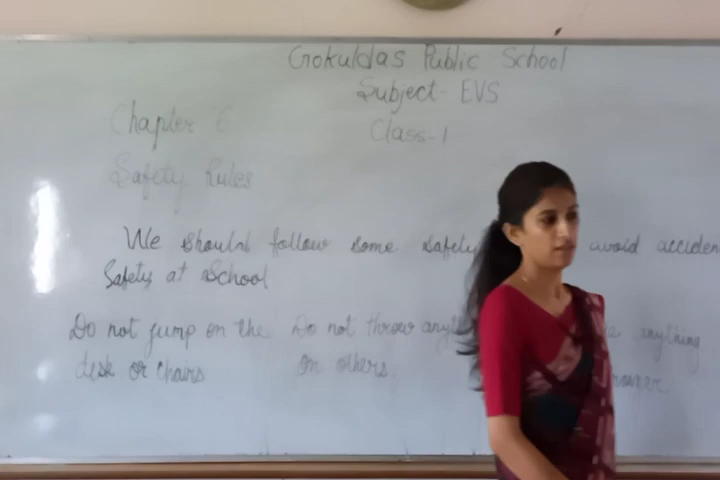 Gokuldas Public School
Subject- EVS
Chapter 6
Class-1
Safety Rules
We should follow some safety avoid acciden
Safety at School
Do not jump on the
desk or chairs
Do not throw anyth
on others.
anything